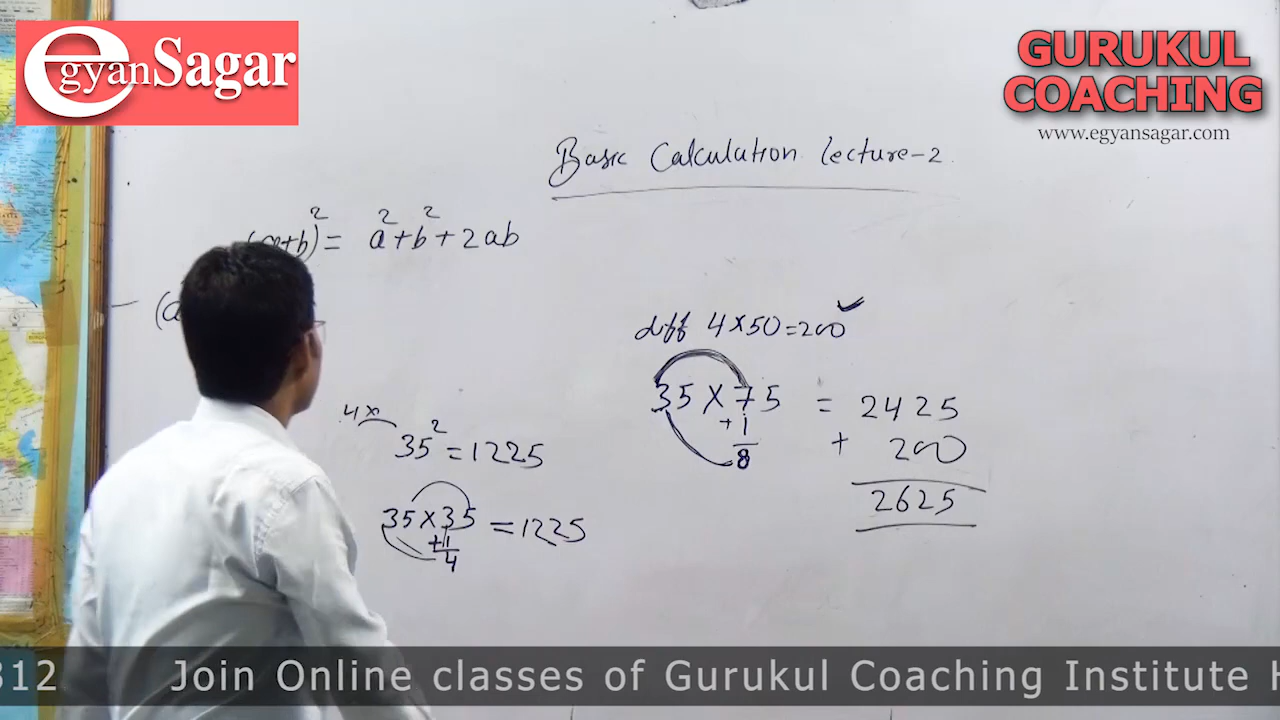 egyanSagar
GURUKUL
COACHING
www.egyansagar.com
Basic Calculation Lecture-2
(a+b)² = a²+b²+2ab
(a
diff 4×50=200 ✓
35×75 = 2425
+1
8
+ 200
2625
4×
35² = 1225
35×35 = 1225
+1
4
312 Join Online classes of Gurukul Coaching Institute H